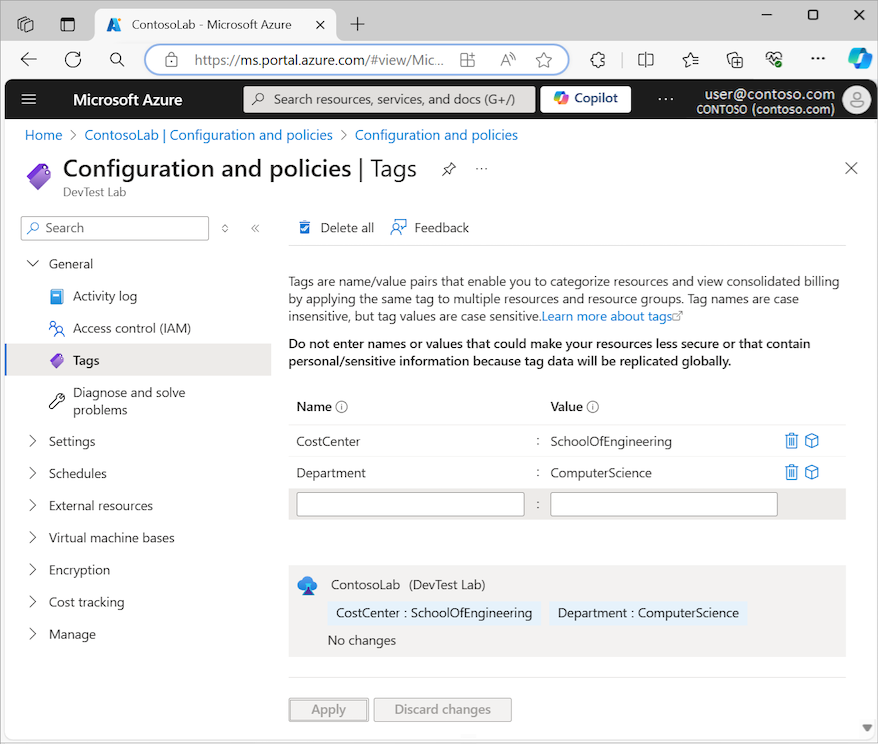 ContosoLab - Microsoft Azure
https://ms.portal.azure.com/#view/Mic...
Microsoft Azure
Search resources, services, and docs (G+/)
Copilot
user@contoso.com
CONTOSO (contoso.com)
Home > ContosoLab | Configuration and policies > Configuration and policies
Configuration and policies | Tags
DevTest Lab
Search
General
Activity log
Access control (IAM)
Tags
Diagnose and solve
problems
Settings
Schedules
External resources
Virtual machine bases
Encryption
Cost tracking
Manage
Delete all
Feedback
Tags are name/value pairs that enable you to categorize resources and view consolidated billing
by applying the same tag to multiple resources and resource groups. Tag names are case
insensitive, but tag values are case sensitive.Learn more about tags
Do not enter names or values that could make your resources less secure or that contain
personal/sensitive information because tag data will be replicated globally.
Name Value
CostCenter : SchoolOfEngineering
Department : ComputerScience
:
ContosoLab (DevTest Lab)
CostCenter : SchoolOfEngineering Department : ComputerScience
No changes
Apply Discard changes